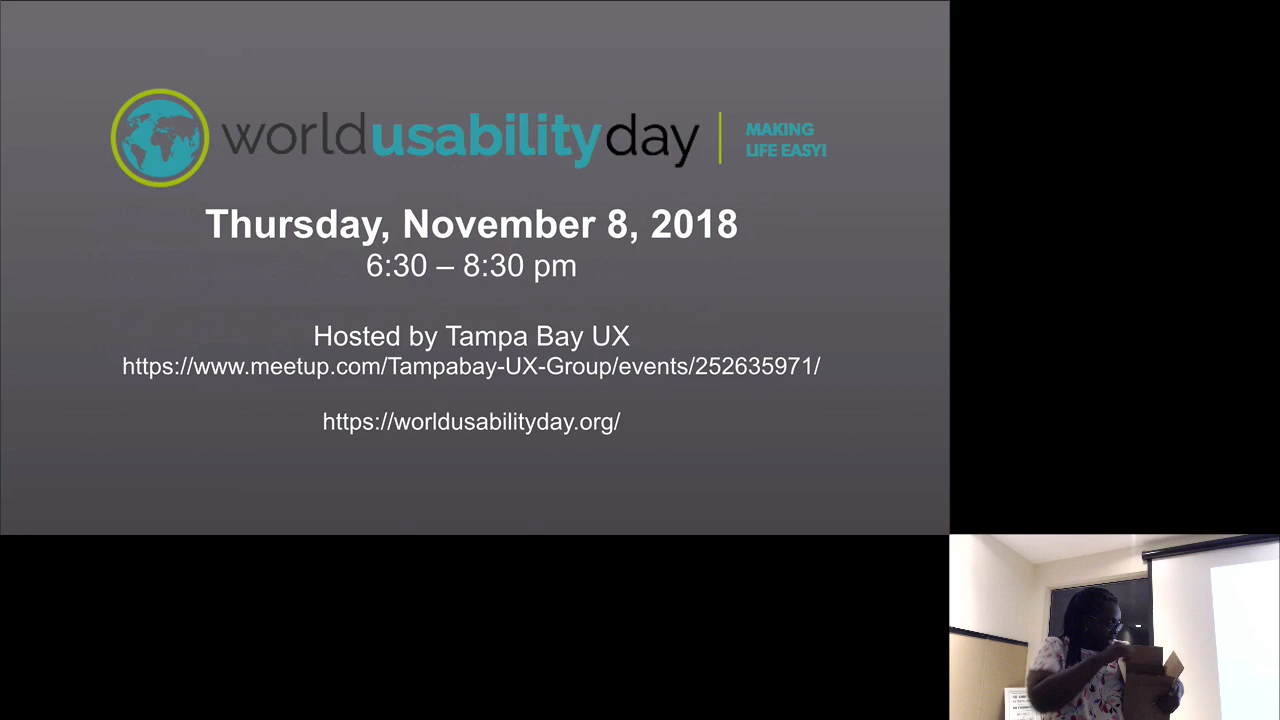 worldusabilityday
MAKING
LIFE EASY!
Thursday, November 8, 2018
6:30 – 8:30 pm
Hosted by Tampa Bay UX
https://www.meetup.com/Tampabay-UX-Group/events/252635971/
https://worldusabilityday.org/